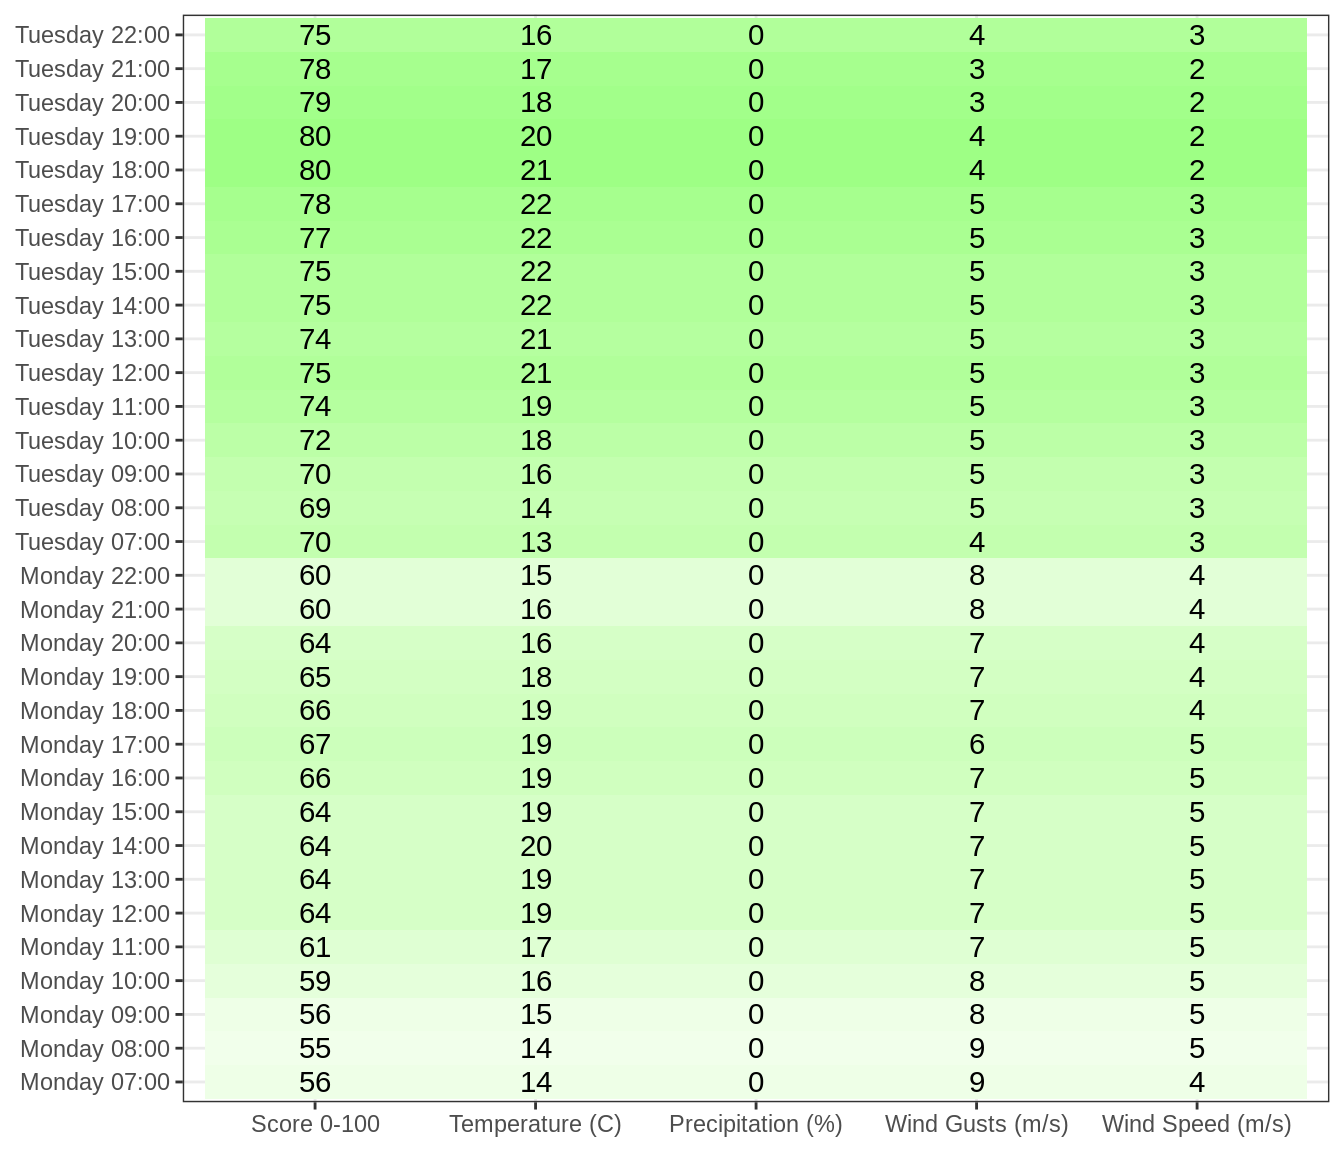 Tuesday 22:00 75 16 0 4 3
Tuesday 21:00 78 17 0 3 2
Tuesday 20:00 79 18 0 3 2
Tuesday 19:00 80 20 0 4 2
Tuesday 18:00 80 21 0 4 2
Tuesday 17:00 78 22 0 5 3
Tuesday 16:00 77 22 0 5 3
Tuesday 15:00 75 22 0 5 3
Tuesday 14:00 75 22 0 5 3
Tuesday 13:00 74 21 0 5 3
Tuesday 12:00 75 21 0 5 3
Tuesday 11:00 74 19 0 5 3
Tuesday 10:00 72 18 0 5 3
Tuesday 09:00 70 16 0 5 3
Tuesday 08:00 69 14 0 5 3
Tuesday 07:00 70 13 0 4 3
Monday 22:00 60 15 0 8 4
Monday 21:00 60 16 0 8 4
Monday 20:00 64 16 0 7 4
Monday 19:00 65 18 0 7 4
Monday 18:00 66 19 0 7 4
Monday 17:00 67 19 0 6 5
Monday 16:00 66 19 0 7 5
Monday 15:00 64 19 0 7 5
Monday 14:00 64 20 0 7 5
Monday 13:00 64 19 0 7 5
Monday 12:00 64 19 0 7 5
Monday 11:00 61 17 0 7 5
Monday 10:00 59 16 0 8 5
Monday 09:00 56 15 0 8 5
Monday 08:00 55 14 0 9 5
Monday 07:00 56 14 0 9 4
Score 0-100 Temperature (C) Precipitation (%) Wind Gusts (m/s) Wind Speed (m/s)